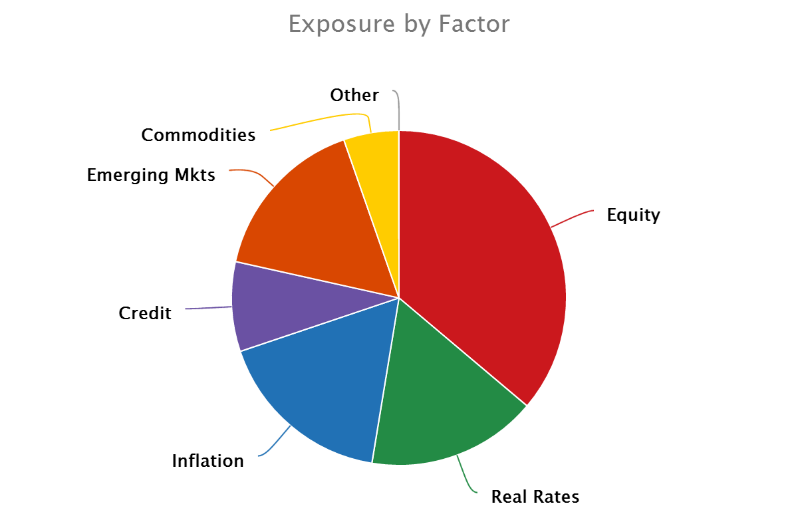 Exposure by Factor
Other
Commodities
Emerging Mkts
Equity
Credit
Inflation
Real Rates